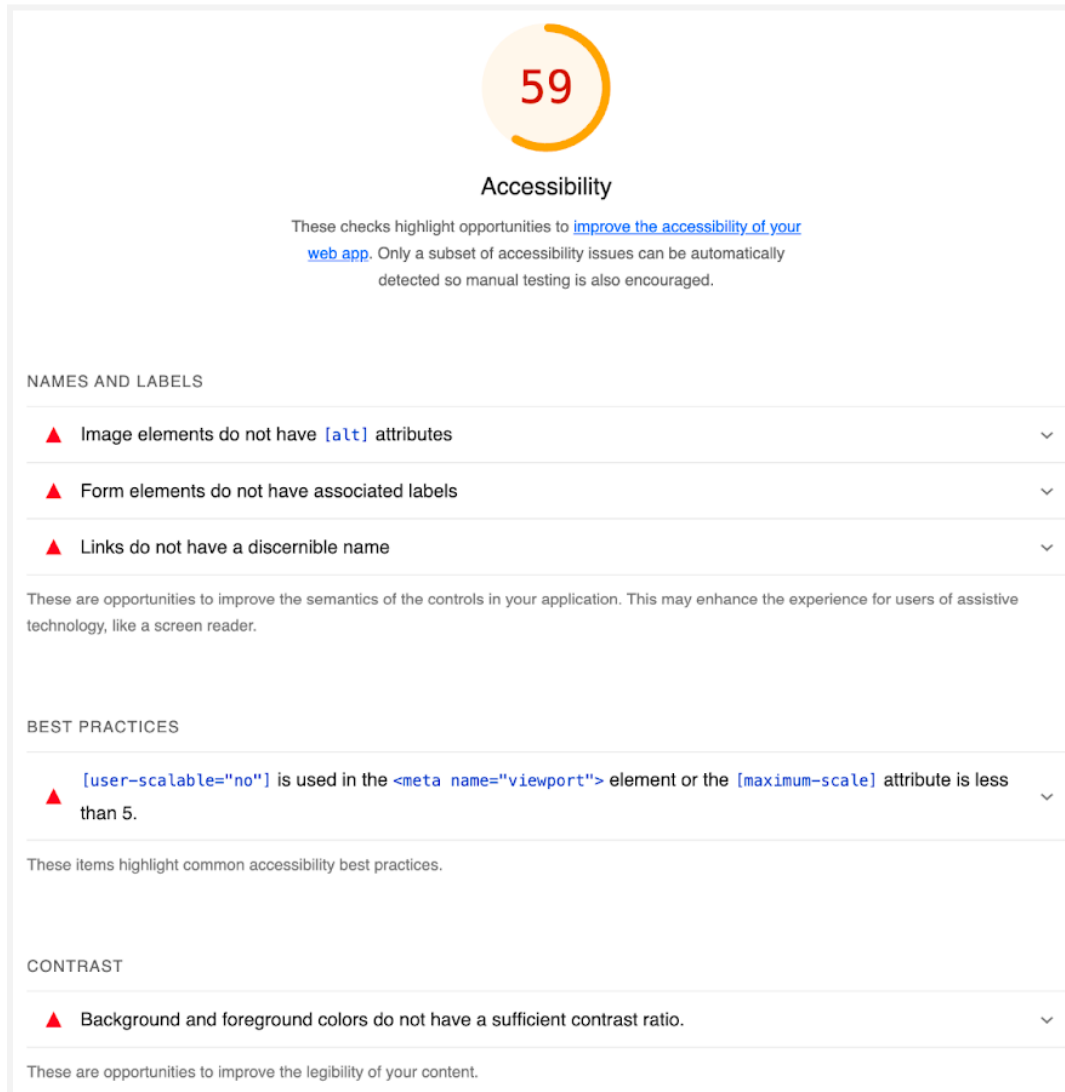 59
Accessibility
These checks highlight opportunities to improve the accessibility of your
web app. Only a subset of accessibility issues can be automatically
detected so manual testing is also encouraged.
NAMES AND LABELS
Image elements do not have [alt] attributes
Form elements do not have associated labels
Links do not have a discernible name
These are opportunities to improve the semantics of the controls in your application. This may enhance the experience for users of assistive
technology, like a screen reader.
BEST PRACTICES
[user-scalable="no"] is used in the <meta name="viewport"> element or the [maximum-scale] attribute is less
than 5.
These items highlight common accessibility best practices.
CONTRAST
Background and foreground colors do not have a sufficient contrast ratio.
These are opportunities to improve the legibility of your content.